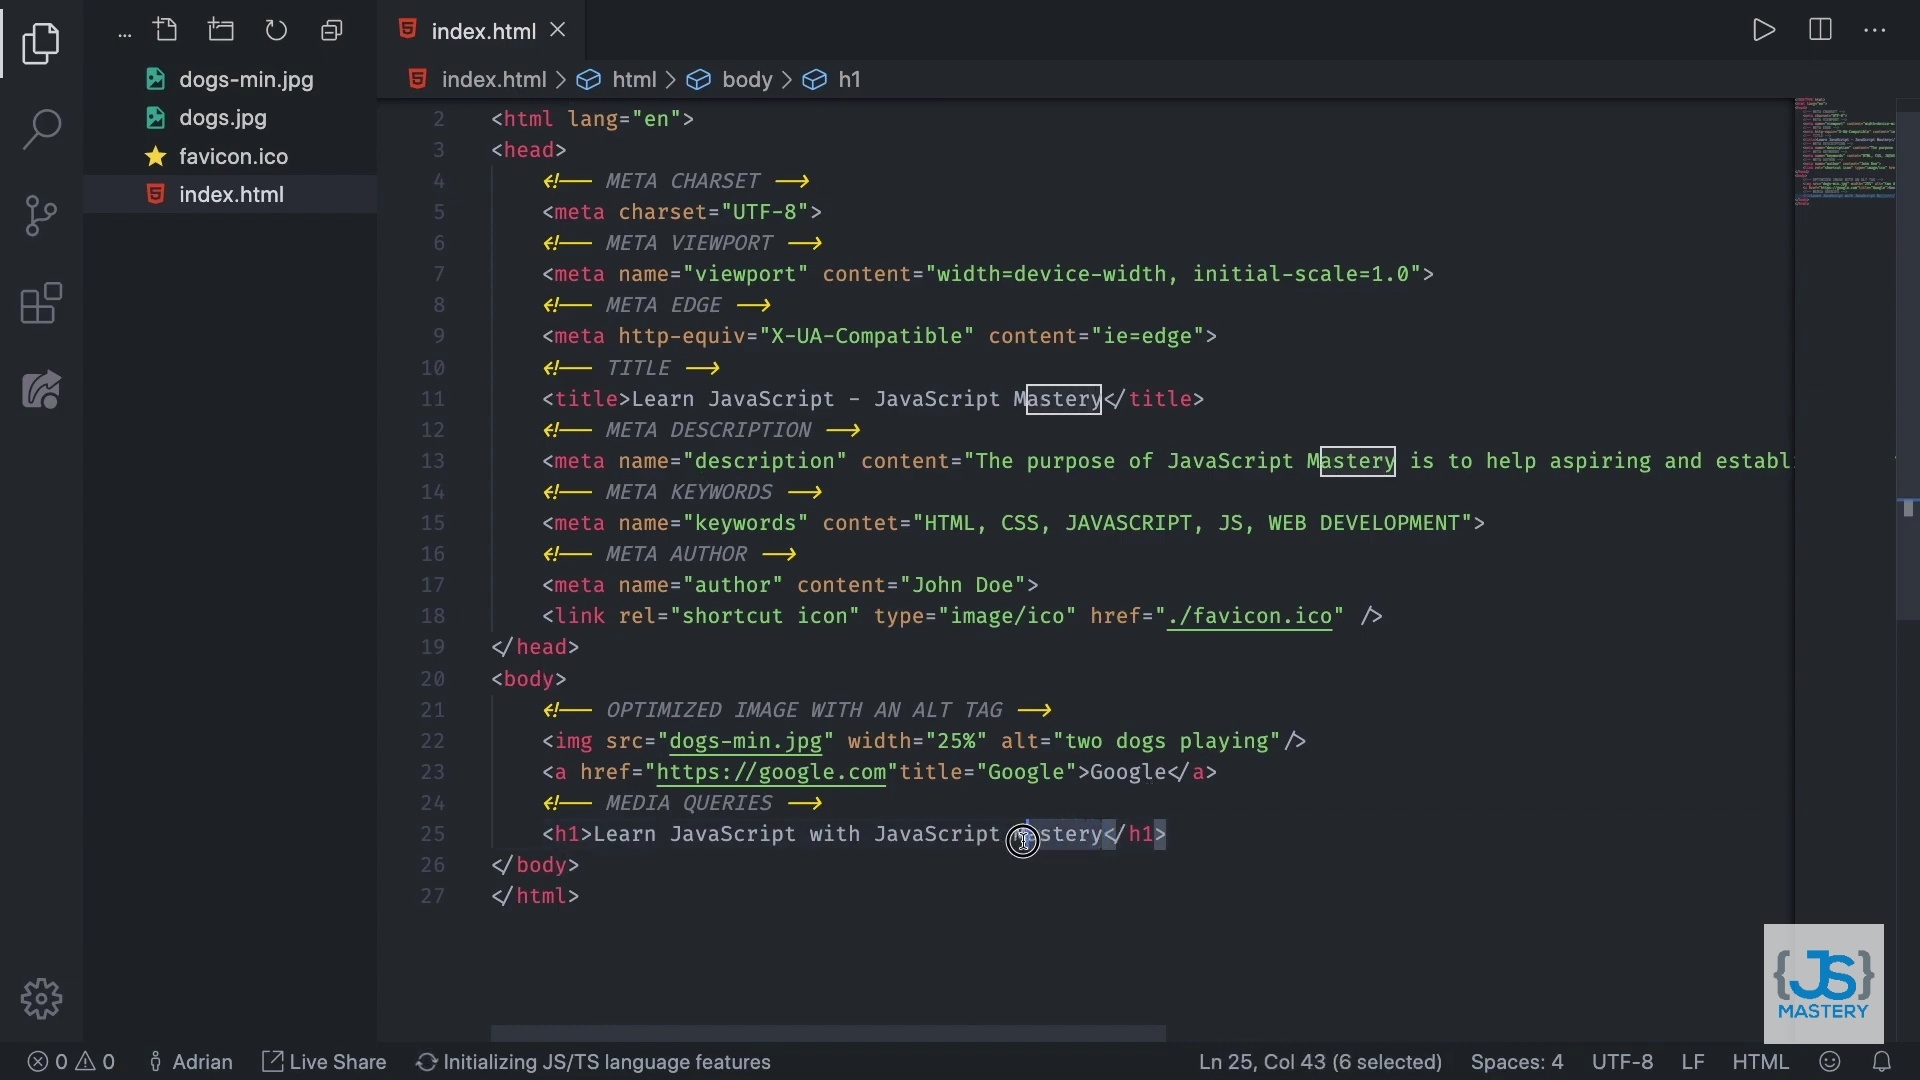 ...
index.html
dogs-min.jpg
dogs.jpg
favicon.ico
index.html
index.html > html > body > h1
2 <html lang="en">
3 <head>
4 <!-- META CHARSET -->
5 <meta charset="UTF-8">
6 <!-- META VIEWPORT -->
7 <meta name="viewport" content="width=device-width, initial-scale=1.0">
8 <!-- META EDGE -->
9 <meta http-equiv="X-UA-Compatible" content="ie=edge">
10 <!-- TITLE -->
11 <title>Learn JavaScript - JavaScript Mastery</title>
12 <!-- META DESCRIPTION -->
13 <meta name="description" content="The purpose of JavaScript Mastery is to help aspiring and establ
14 <!-- META KEYWORDS -->
15 <meta name="keywords" contet="HTML, CSS, JAVASCRIPT, JS, WEB DEVELOPMENT">
16 <!-- META AUTHOR -->
17 <meta name="author" content="John Doe">
18 <link rel="shortcut icon" type="image/ico" href="./favicon.ico" />
19 </head>
20 <body>
21 <!-- OPTIMIZED IMAGE WITH AN ALT TAG -->
22 <img src="dogs-min.jpg" width="25%" alt="two dogs playing"/>
23 <a href="https://google.com"title="Google">Google</a>
24 <!-- MEDIA QUERIES -->
25 <h1>Learn JavaScript with JavaScript Mastery</h1>
26 </body>
27 </html>
{JS}
MASTERY
0 0 Adrian Live Share Initializing JS/TS language features Ln 25, Col 43 (6 selected) Spaces: 4 UTF-8 LF HTML